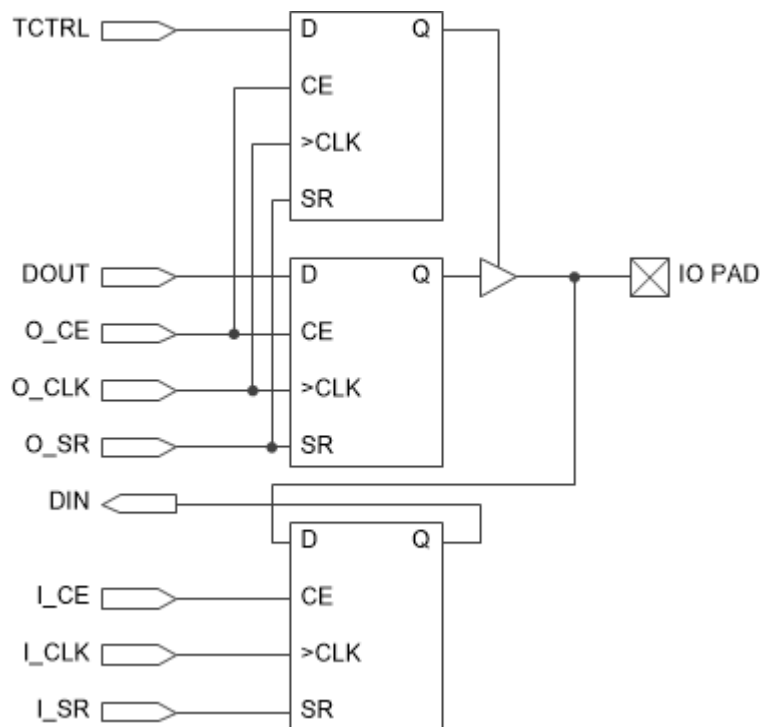 TCTRL D Q
CE
>CLK
SR
DOUT D Q IO PAD
O_CE CE
O_CLK >CLK
O_SR SR
DIN
D Q
I_CE CE
I_CLK >CLK
I_SR SR